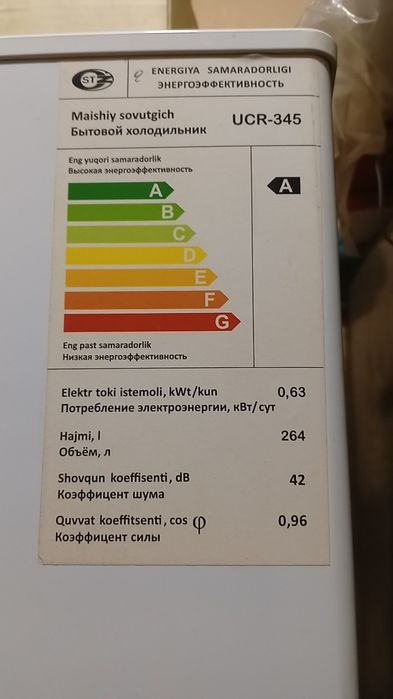 ST
ENERGIYA SAMARADORLIGI
ЭНЕРГОЭФФЕКТИВНОСТЬ
Maishiy sovutgich
Бытовой холодильник
UCR-345
Eng yuqori samaradorlik
Высокая энергоэффективность
A
A
B
C
D
E
F
G
Eng past samaradorlik
Низкая энергоэффективность
Elektr toki istemoli, kWt/kun 0,63
Потребление электроэнергии, кВт/сут
Hajmi, l 264
Объём, л
Shovqun koeffisenti, dB 42
Коэффицент шума
Quvvat koeffitsenti, cos φ 0,96
Коэффицент силы